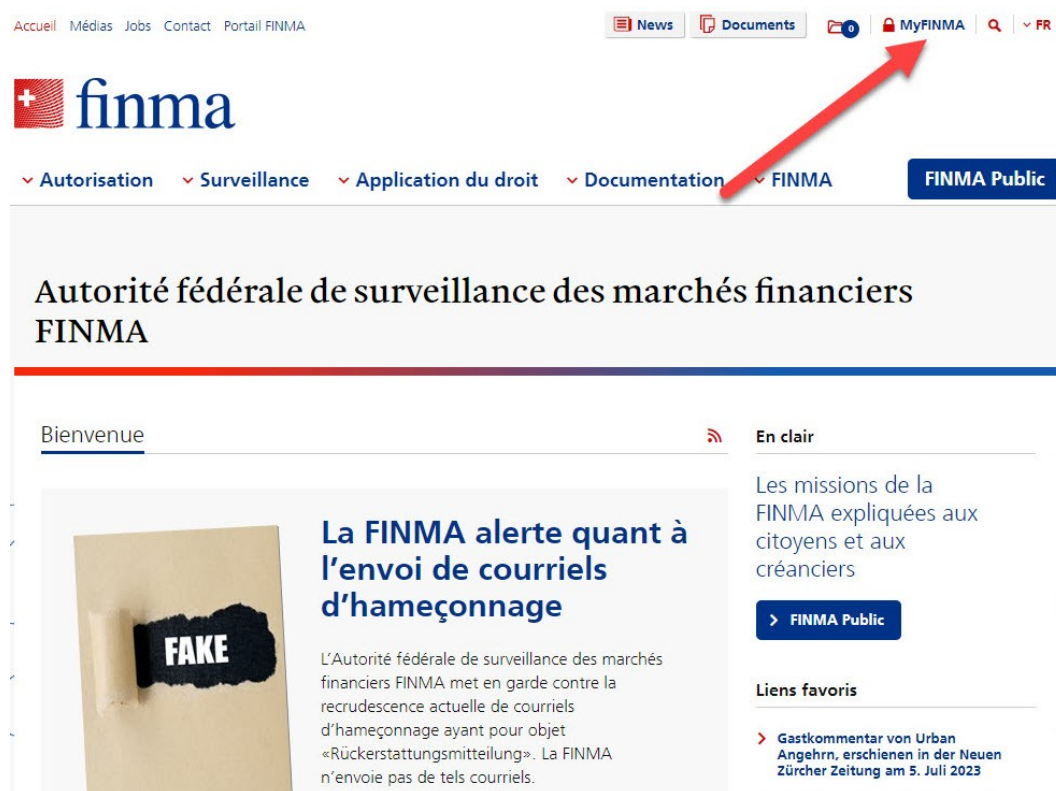 Accueil Médias Jobs Contact Portail FINMA
News Documents 0 MyFINMA FR
finma
Autorisation Surveillance Application du droit Documentation FINMA FINMA Public
Autorité fédérale de surveillance des marchés financiers
FINMA
Bienvenue
La FINMA alerte quant à
l'envoi de courriels
d'hameçonnage
FAKE
L'Autorité fédérale de surveillance des marchés
financiers FINMA met en garde contre la
recrudescence actuelle de courriels
d'hameçonnage ayant pour objet
«Rückerstattungsmitteilung». La FINMA
n'envoie pas de tels courriels.
En clair
Les missions de la
FINMA expliquées aux
citoyens et aux
créanciers
FINMA Public
Liens favoris
Gastkommentar von Urban
Angehrn, erschienen in der Neuen
Zürcher Zeitung am 5. Juli 2023